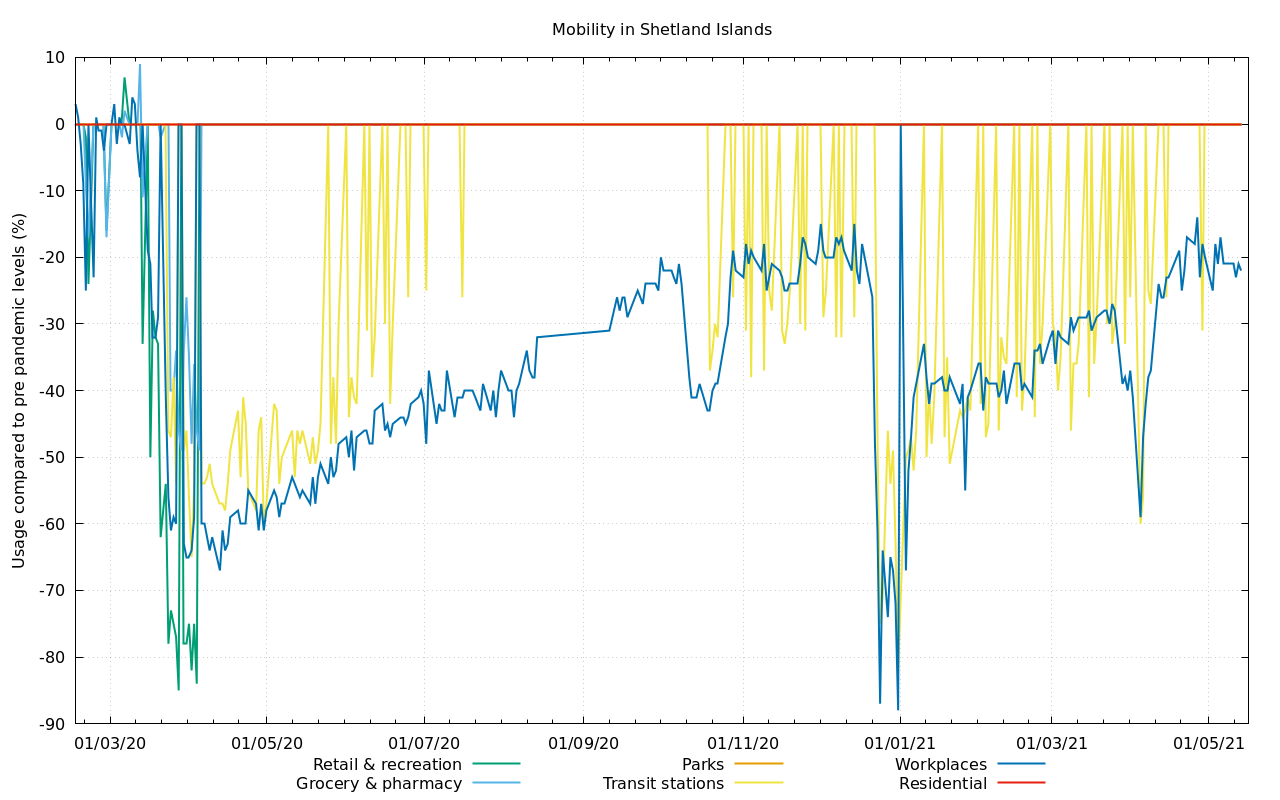 Mobility in Shetland Islands
Usage compared to pre pandemic levels (%)
10
0
-10
-20
-30
-40
-50
-60
-70
-80
-90
01/03/20 01/05/20 01/07/20 01/09/20 01/11/20 01/01/21 01/03/21 01/05/21
Retail & recreation Parks Workplaces
Grocery & pharmacy Transit stations Residential